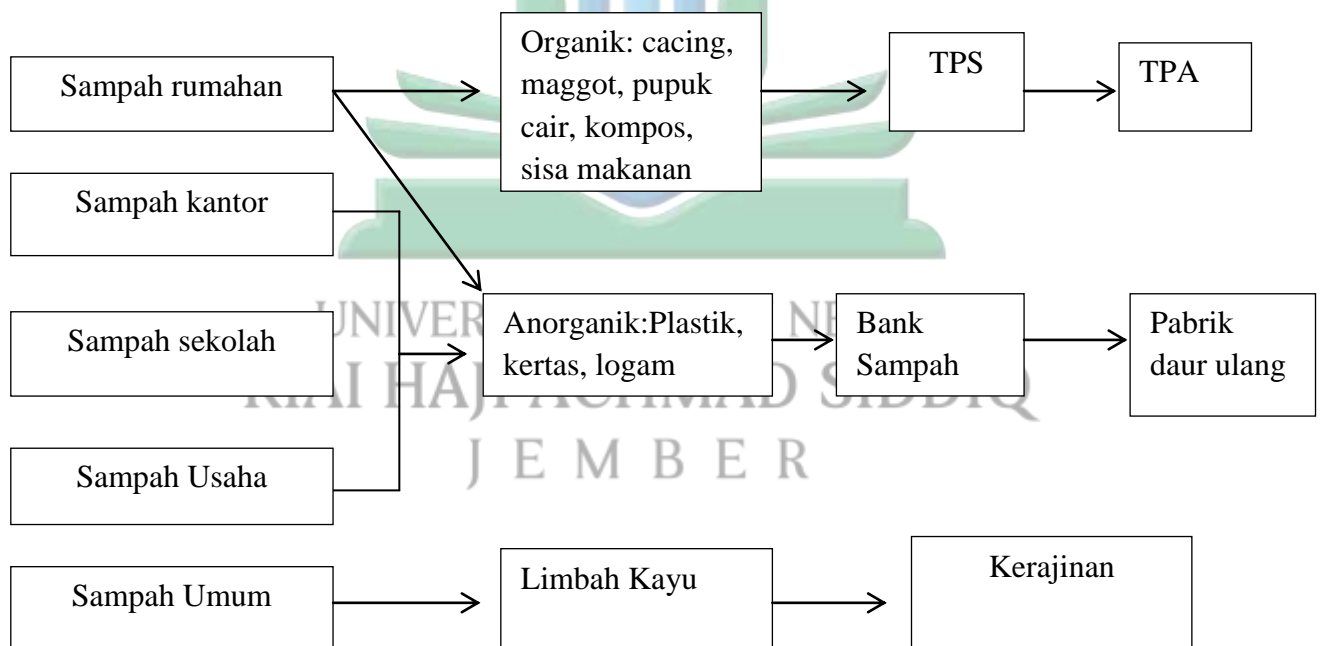 Sampah rumahan
Organik: cacing,
maggot, pupuk
cair, kompos,
sisa makanan
TPS
TPA
Sampah kantor
Sampah sekolah
Anorganik:Plastik,
kertas, logam
Bank
Sampah
Pabrik
daur ulang
Sampah Usaha
Sampah Umum
Limbah Kayu
Kerajinan
KIAI HAJI ACHMAD SIDDIQ
JEMBER